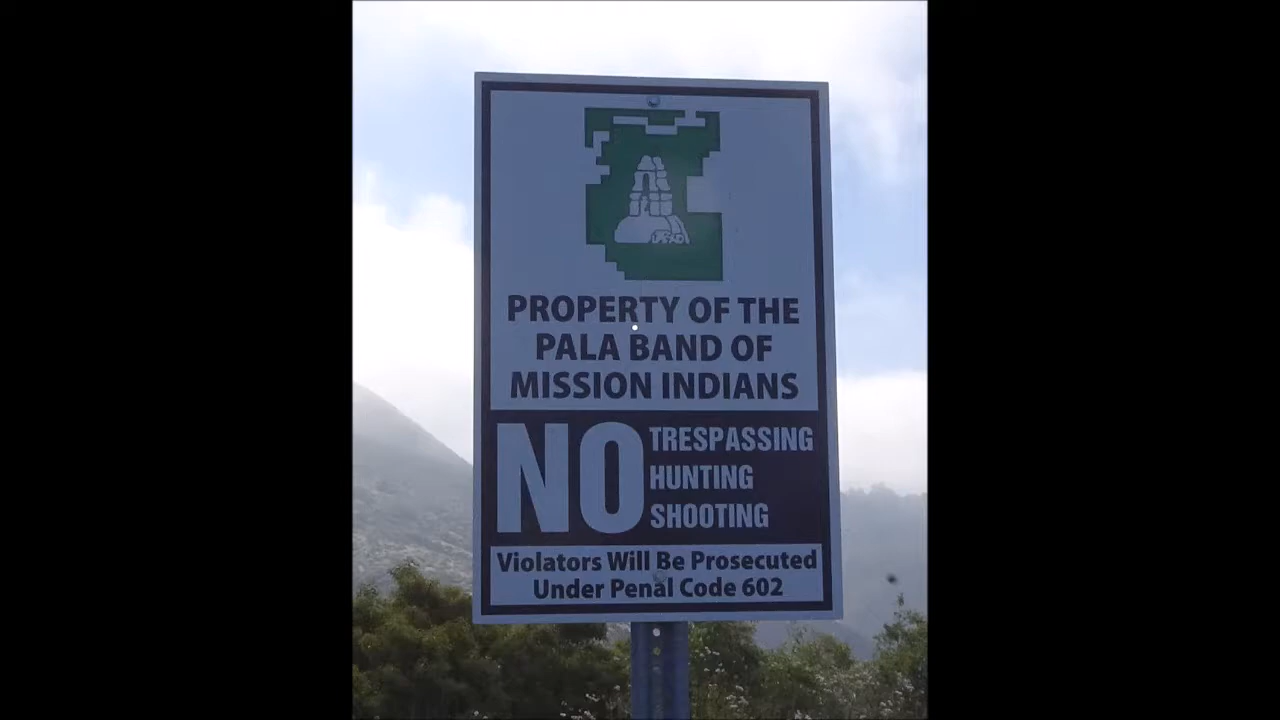 PROPERTY OF THE
PALA BAND OF
MISSION INDIANS
NO
TRESPASSING
HUNTING
SHOOTING
Violators Will Be Prosecuted
Under Penal Code 602